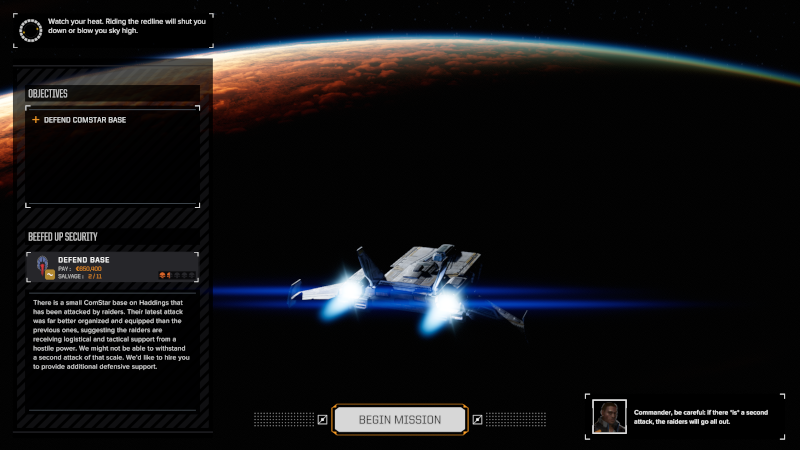 Watch your heat. Riding the redline will shut you
down or blow you sky high.
OBJECTIVES
DEFEND COMSTAR BASE
BEEFED UP SECURITY
DEFEND BASE
PAY: ¢850,400
SALVAGE: 2 / 11
There is a small ComStar base on Haddings that
has been attacked by raiders. Their latest attack
was far better organized and equipped than the
previous ones, suggesting the raiders are
receiving logistical and tactical support from a
hostile power. We might not be able to withstand
a second attack of that scale. We'd like to hire you
to provide additional defensive support.
BEGIN MISSION
Commander, be careful: if there *is* a second
attack, the raiders will go all out.